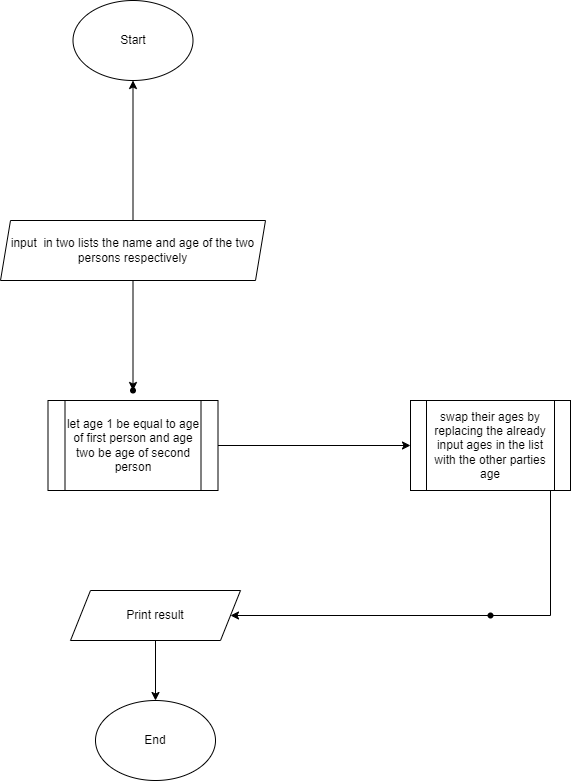 Start
input  in two lists the name and age of the two
persons respectively
let age 1 be equal to age
of first person and age
two be age of second
person
swap their ages by
replacing the already
input ages in the list
with the other parties
age
Print result
End